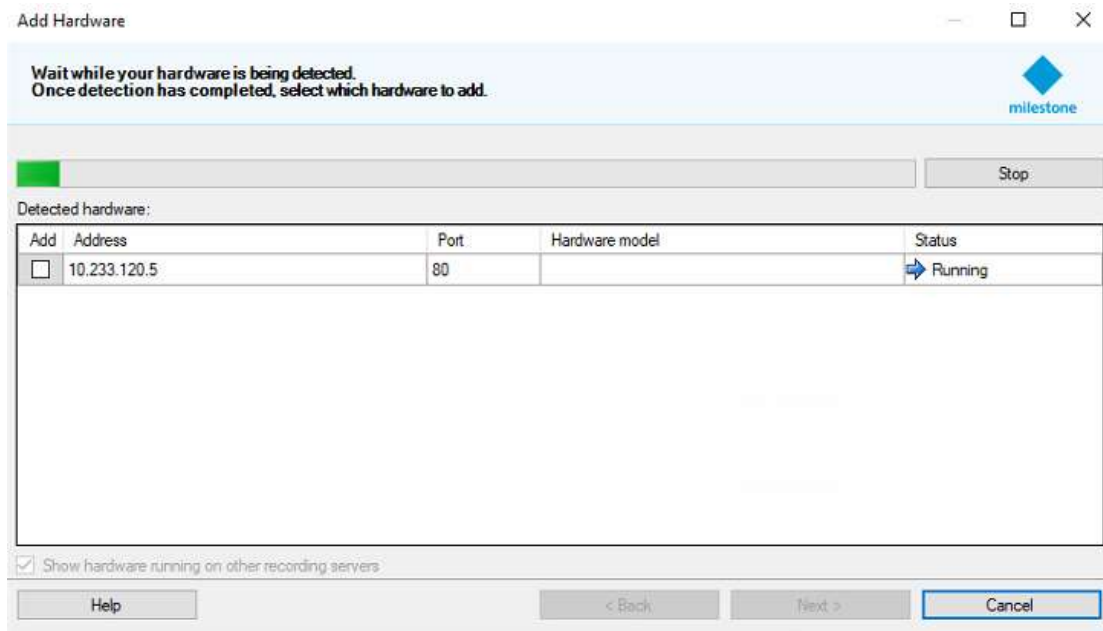 Add Hardware
Wait while your hardware is being detected.
Once detection has completed, select which hardware to add.
milestone
Stop
Detected hardware:
Add Address Port Hardware model Status
10.233.120.5 80 Running
Show hardware running on other recording servers
Help < Back Next > Cancel